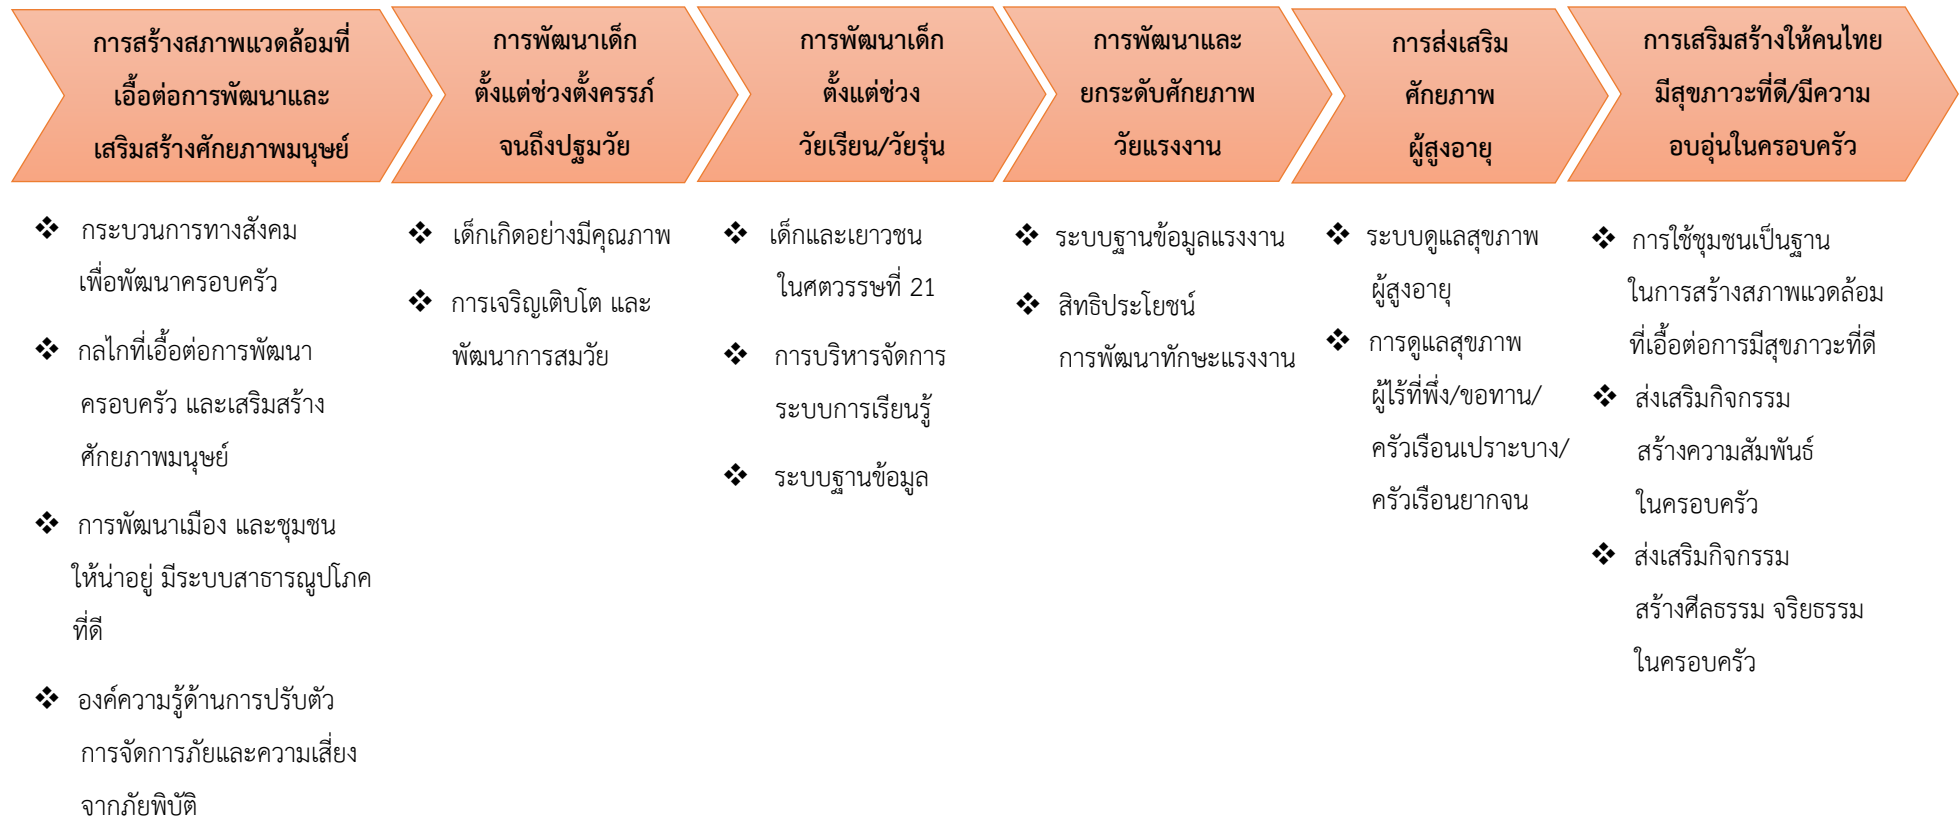 การสร้างสภาพแวดล้อมที่
เอื้อต่อการพัฒนาและ
เสริมสร้างศักยภาพมนุษย์
การพัฒนาเด็ก
ตั้งแต่ช่วงตั้งครรภ์
จนถึงปฐมวัย
การพัฒนาเด็ก
ตั้งแต่ช่วง
วัยเรียน/วัยรุ่น
การพัฒนาและ
ยกระดับศักยภาพ
วัยแรงงาน
การส่งเสริม
ศักยภาพ
ผู้สูงอายุ
การเสริมสร้างให้คนไทย
มีสุขภาวะที่ดี/มีความ
อบอุ่นในครอบครัว
❖ กระบวนการทางสังคม
เพื่อพัฒนาครอบครัว
❖ กลไกที่เอื้อต่อการพัฒนา
ครอบครัว และเสริมสร้าง
ศักยภาพมนุษย์
❖ การพัฒนาเมือง และชุมชน
ให้น่าอยู่ มีระบบสาธารณูปโภค
ที่ดี
❖ องค์ความรู้ด้านการปรับตัว
การจัดการภัยและความเสี่ยง
จากภัยพิบัติ
❖ เด็กเกิดอย่างมีคุณภาพ
❖ การเจริญเติบโต และ
พัฒนาการสมวัย
❖ เด็กและเยาวชน
ในศตวรรษที่ 21
❖ การบริหารจัดการ
ระบบการเรียนรู้
❖ ระบบฐานข้อมูล
❖ ระบบฐานข้อมูลแรงงาน
❖ สิทธิประโยชน์
การพัฒนาทักษะแรงงาน
❖ ระบบดูแลสุขภาพ
ผู้สูงอายุ
❖ การดูแลสุขภาพ
ผู้ไร้ที่พึ่ง/ขอทาน/
ครัวเรือนเปราะบาง/
ครัวเรือนยากจน
❖ การใช้ชุมชนเป็นฐาน
ในการสร้างสภาพแวดล้อม
ที่เอื้อต่อการมีสุขภาวะที่ดี
❖ ส่งเสริมกิจกรรม
สร้างความสัมพันธ์
ในครอบครัว
❖ ส่งเสริมกิจกรรม
สร้างศีลธรรม จริยธรรม
ในครอบครัว